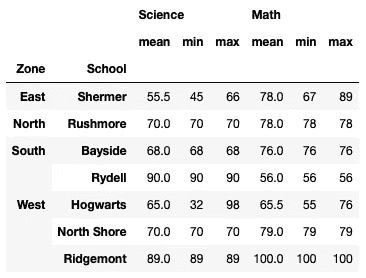 Science Math
mean min max mean min max
Zone School
East Shermer 55.5 45 66 78.0 67 89
North Rushmore 70.0 70 70 78.0 78 78
South Bayside 68.0 68 68 76.0 76 76
Rydell 90.0 90 90 56.0 56 56
West Hogwarts 65.0 32 98 65.5 55 76
North Shore 70.0 70 70 79.0 79 79
Ridgemont 89.0 89 89 100.0 100 100